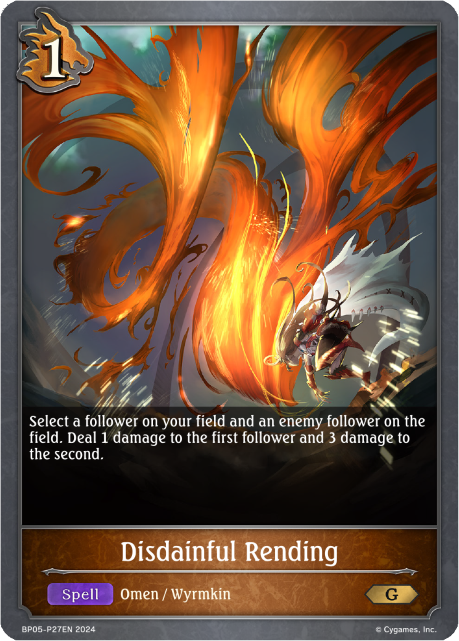 1
Select a follower on your field and an enemy follower on the
field. Deal 1 damage to the first follower and 3 damage to
the second.
Disdainful Rending
Spell Omen / Wyrmkin G
BP05-P27EN 2024 © Cygames, Inc.